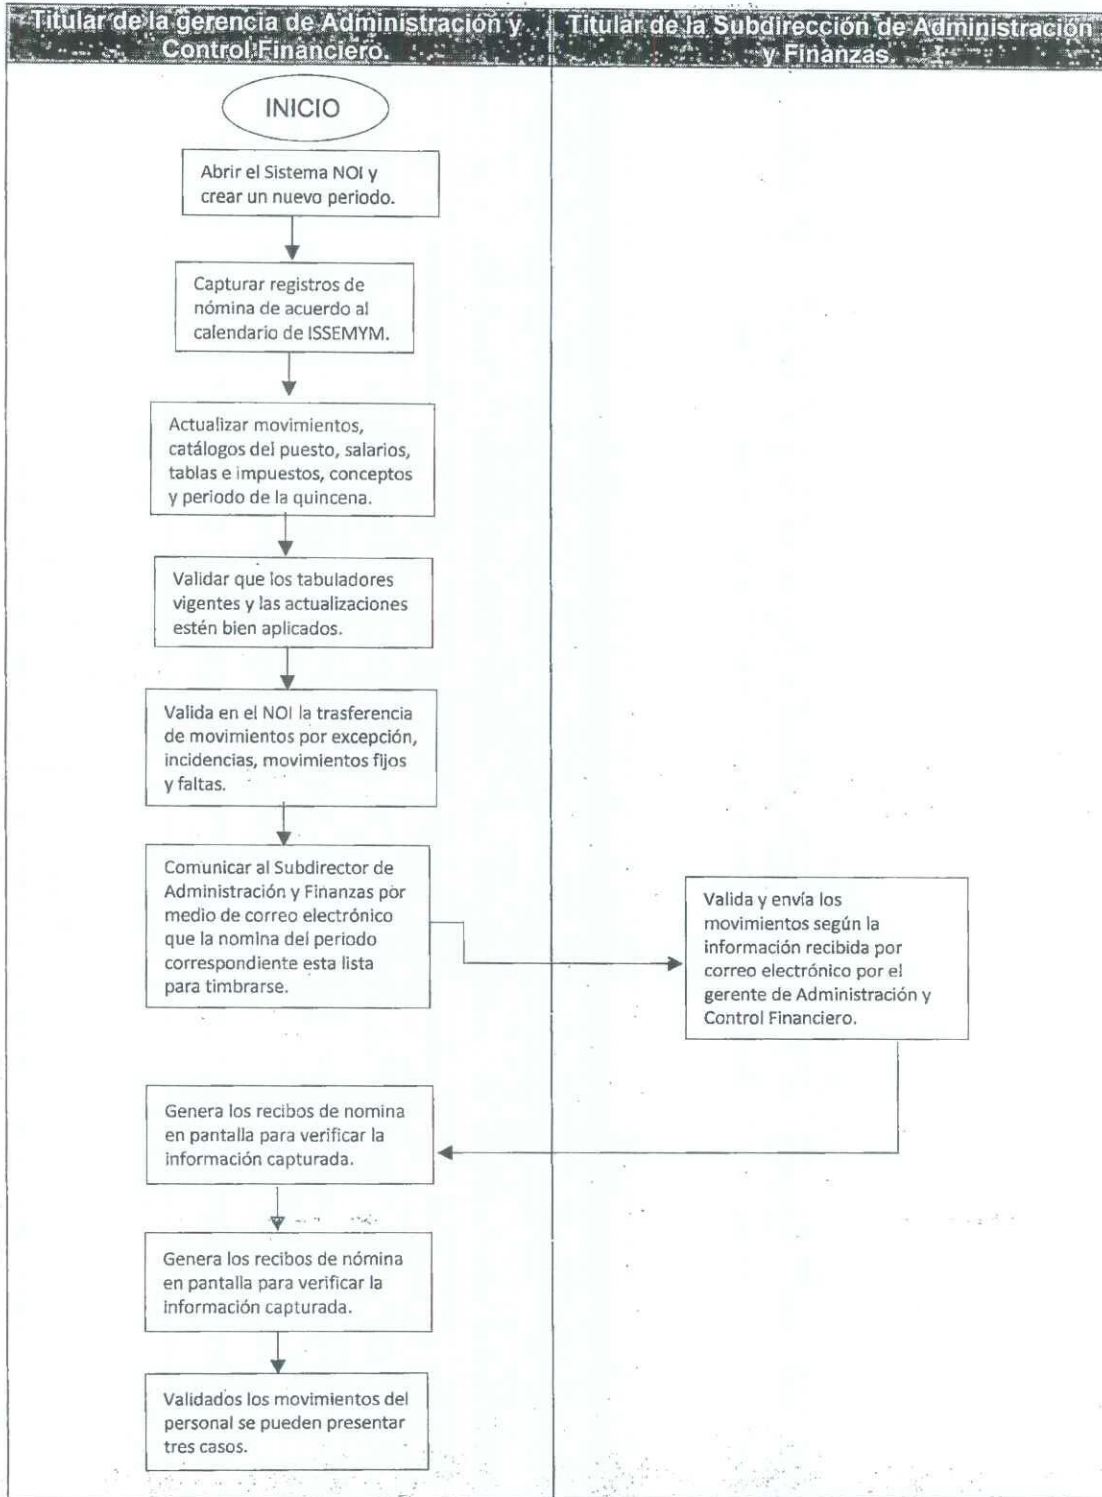 Titular de la gerencia de Administración y
Control Financiero.
Titular de la Subdirección de Administración
y Finanzas.
INICIO
Abrir el Sistema NOI y
crear un nuevo periodo.
Capturar registros de
nómina de acuerdo al
calendario de ISSEMYM.
Actualizar movimientos,
catálogos del puesto, salarios,
tablas e impuestos, conceptos
y periodo de la quincena.
Validar que los tabuladores
vigentes y las actualizaciones
estén bien aplicados.
Valida en el NOI la trasferencia
de movimientos por excepción,
incidencias, movimientos fijos
y faltas.
Comunicar al Subdirector de
Administración y Finanzas por
medio de correo electrónico
que la nomina del periodo
correspondiente esta lista
para timbrarse.
Valida y envía los
movimientos según la
información recibida por
correo electrónico por el
gerente de Administración y
Control Financiero.
Genera los recibos de nomina
en pantalla para verificar la
información capturada.
Genera los recibos de nómina
en pantalla para verificar la
información capturada.
Validados los movimientos del
personal se pueden presentar
tres casos.